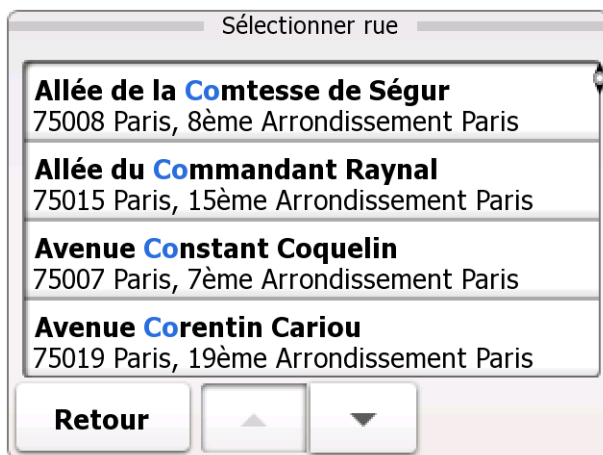 Sélectionner rue
Allée de la Comtesse de Ségur
75008 Paris, 8ème Arrondissement Paris
Allée du Commandant Raynal
75015 Paris, 15ème Arrondissement Paris
Avenue Constant Coquelin
75007 Paris, 7ème Arrondissement Paris
Avenue Corentin Cariou
75019 Paris, 19ème Arrondissement Paris
Retour